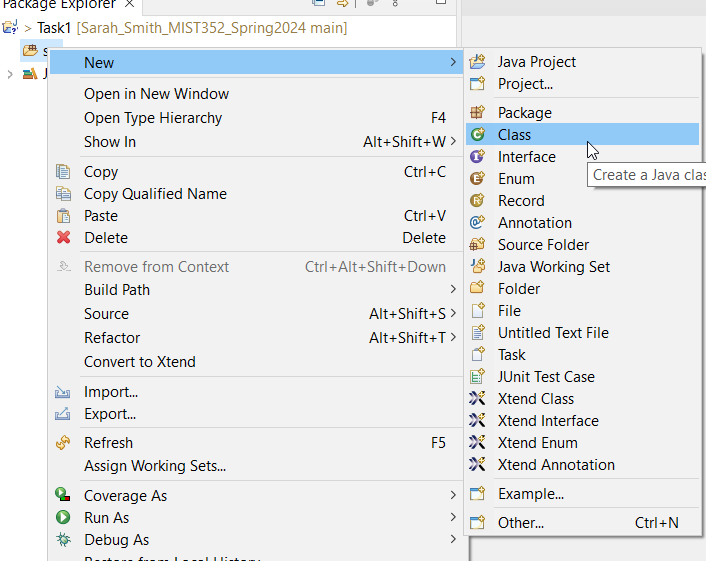 Package Explorer
> Task1 [Sarah_Smith_MIST352_Spring2024 main]
s
J
New
Open in New Window
Open Type Hierarchy F4
Show In Alt+Shift+W
Copy Ctrl+C
Copy Qualified Name
Paste Ctrl+V
Delete Delete
Remove from Context Ctrl+Alt+Shift+Down
Build Path
Source Alt+Shift+S
Refactor Alt+Shift+T
Convert to Xtend
Import...
Export...
Refresh F5
Assign Working Sets...
Coverage As
Run As
Debug As
Restore from Local History...
Java Project
Project...
Package
Class
Interface
Create a Java clas
Enum
Record
Annotation
Source Folder
Java Working Set
Folder
File
Untitled Text File
Task
JUnit Test Case
Xtend Class
Xtend Interface
Xtend Enum
Xtend Annotation
Example...
Other... Ctrl+N